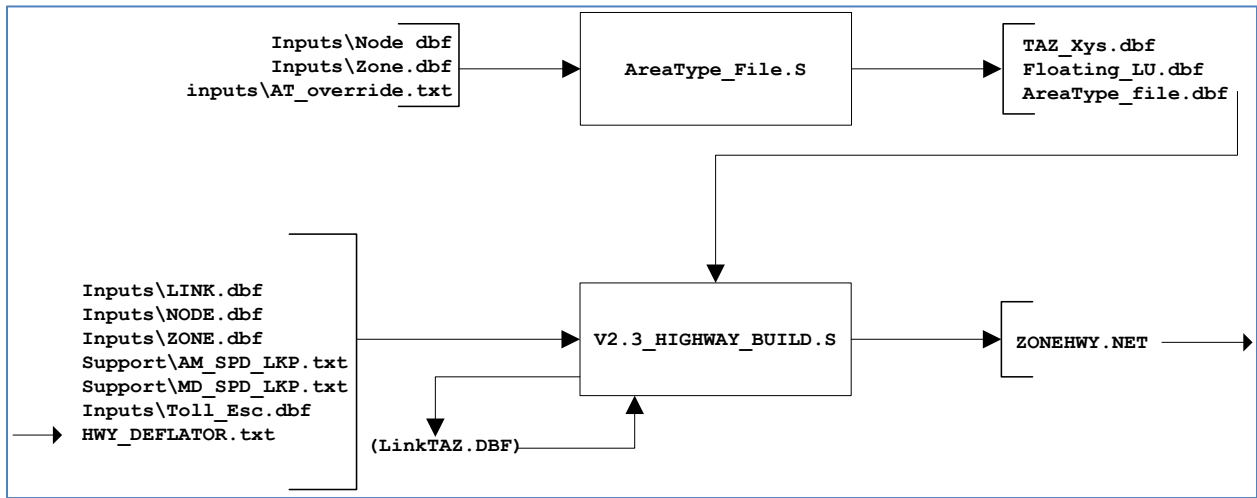 Inputs\Node dbf
Inputs\Zone.dbf
inputs\AT_override.txt
AreaType_File.S
TAZ_Xys.dbf
Floating_LU.dbf
AreaType_file.dbf
Inputs\LINK.dbf
Inputs\NODE.dbf
Inputs\ZONE.dbf
Support\AM_SPD_LKP.txt
Support\MD_SPD_LKP.txt
Inputs\Toll_Esc.dbf
HWY_DEFLATOR.txt
V2.3_HIGHWAY_BUILD.S
(LinkTAZ.DBF)
ZONEHWY.NET